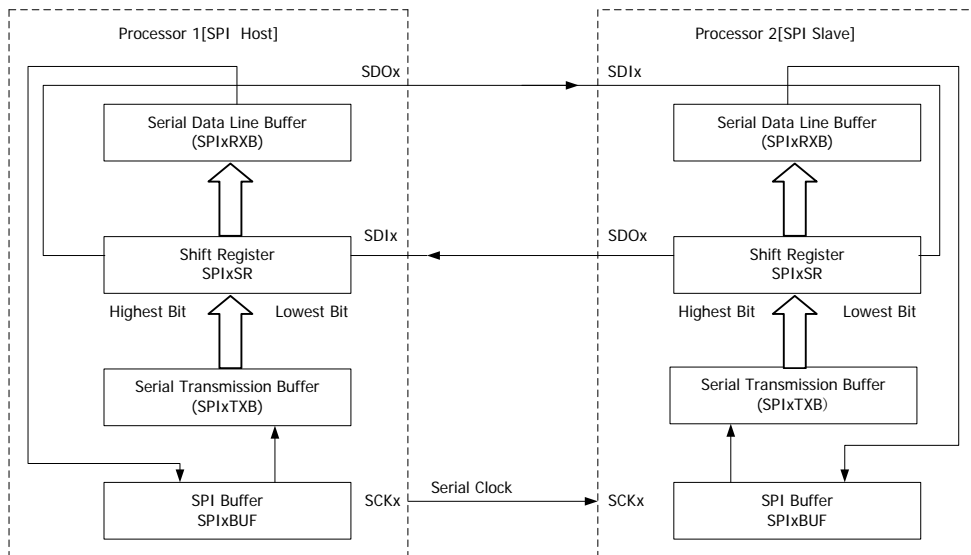 Processor 1[SPI  Host]
SDOx
Serial Data Line Buffer
(SPIxRXB)
SDIx
Shift Register
SPIxSR
Highest Bit
Lowest Bit
Serial Transmission Buffer
(SPIxTXB)
SPI Buffer
SPIxBUF
SCKx
Serial Clock
Processor 2[SPI Slave]
SDIx
Serial Data Line Buffer
(SPIxRXB)
SDOx
Shift Register
SPIxSR
Highest Bit
Lowest Bit
Serial Transmission Buffer
(SPIxTXB）
SCKx
SPI Buffer
SPIxBUF